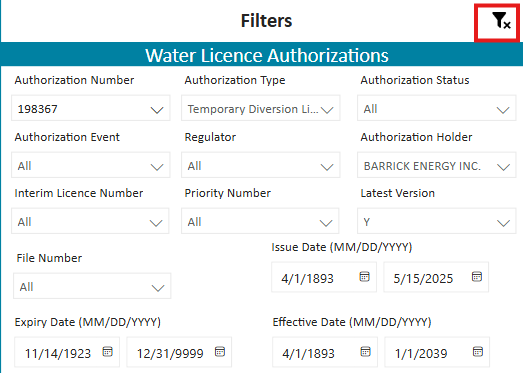 Filters
Water Licence Authorizations
Authorization Number Authorization Type Authorization Status
198367 Temporary Diversion Li... All
Authorization Event Regulator Authorization Holder
All All BARRICK ENERGY INC.
Interim Licence Number Priority Number Latest Version
All All Y
File Number Issue Date (MM/DD/YYYY)
All 4/1/1893 5/15/2025
Expiry Date (MM/DD/YYYY) Effective Date (MM/DD/YYYY)
11/14/1923 12/31/9999 4/1/1893 1/1/2039